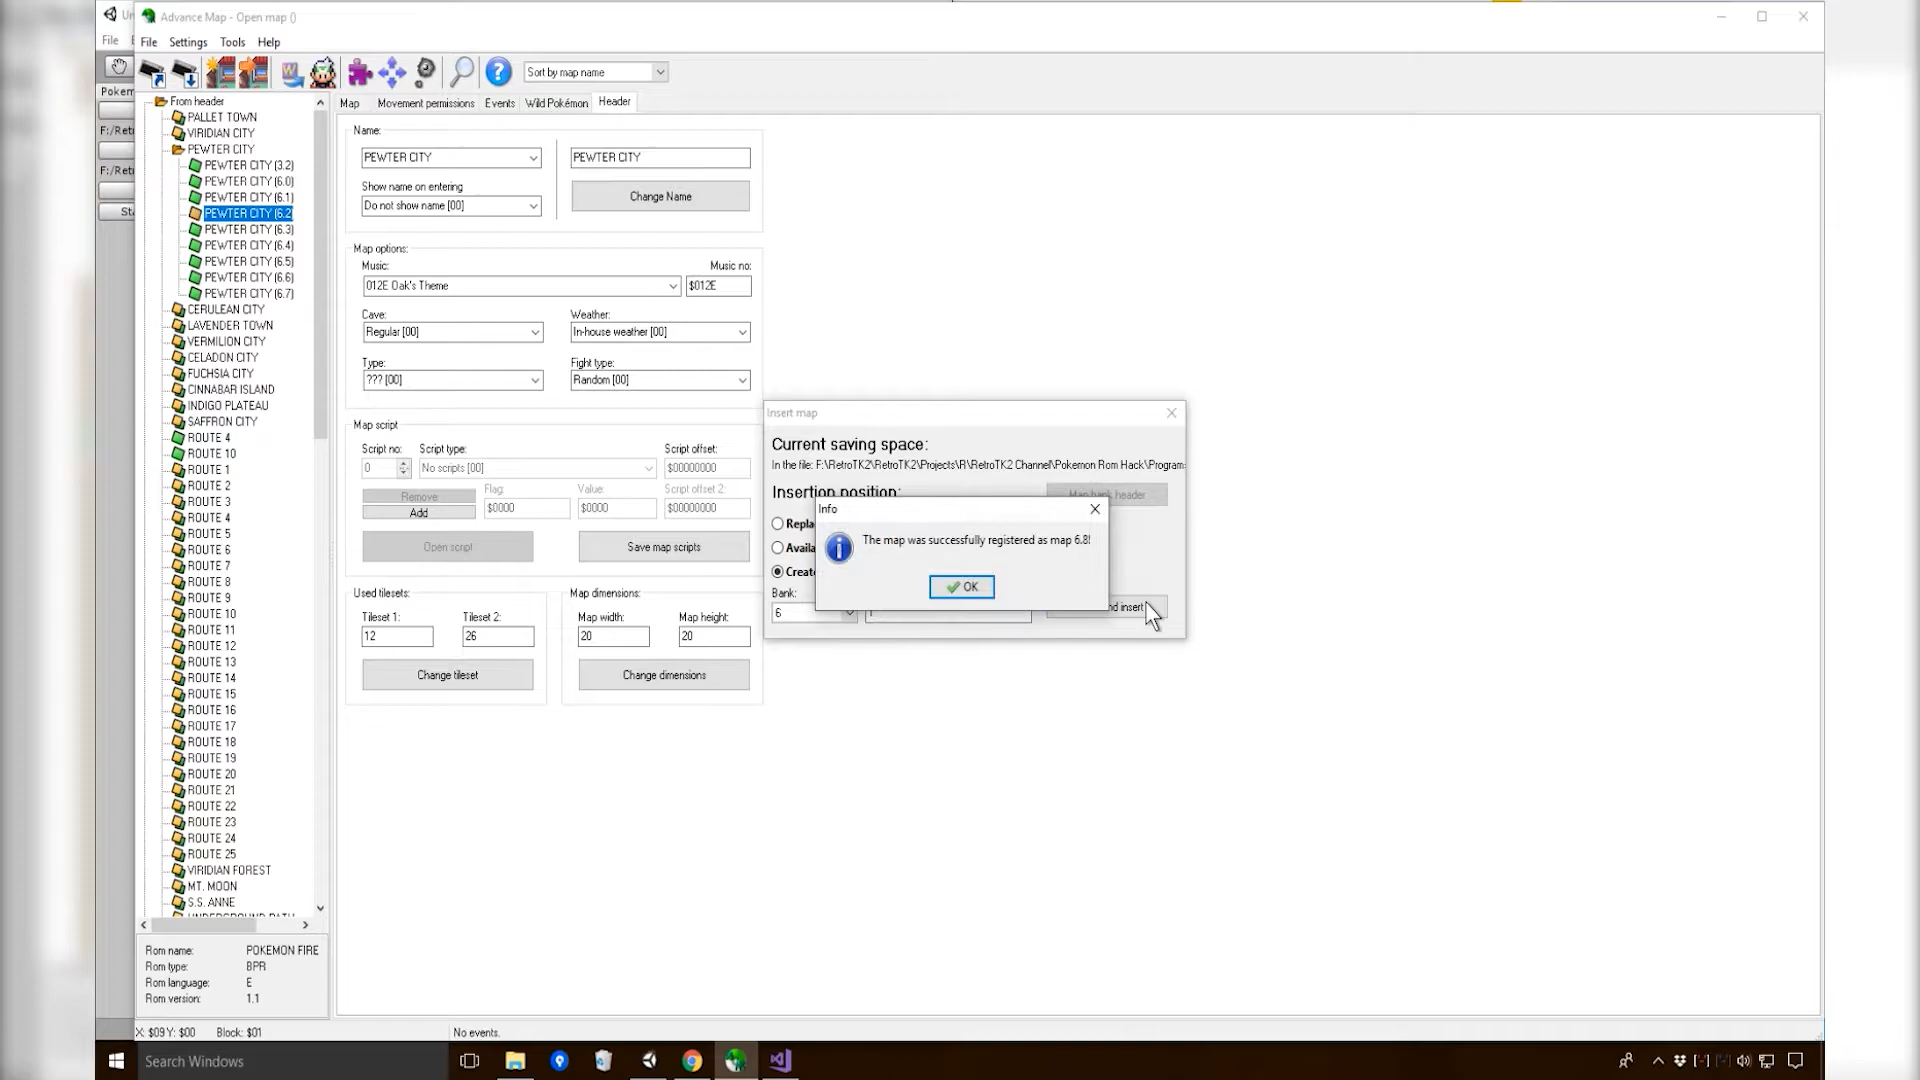 Un
Advance Map - Open map ()
File
File
Settings
Tools
Help
Sort by map name
Pokem
F:/Retr
F:/Retr
Sta
From header
PALLET TOWN
VIRIDIAN CITY
PEWTER CITY
PEWTER CITY (3.2)
PEWTER CITY (6.0)
PEWTER CITY (6.1)
PEWTER CITY (6.2)
PEWTER CITY (6.3)
PEWTER CITY (6.4)
PEWTER CITY (6.5)
PEWTER CITY (6.6)
PEWTER CITY (6.7)
CERULEAN CITY
LAVENDER TOWN
VERMILION CITY
CELADON CITY
FUCHSIA CITY
CINNABAR ISLAND
INDIGO PLATEAU
SAFFRON CITY
ROUTE 4
ROUTE 10
ROUTE 1
ROUTE 2
ROUTE 3
ROUTE 4
ROUTE 5
ROUTE 6
ROUTE 7
ROUTE 8
ROUTE 9
ROUTE 10
ROUTE 11
ROUTE 12
ROUTE 13
ROUTE 14
ROUTE 15
ROUTE 16
ROUTE 17
ROUTE 18
ROUTE 19
ROUTE 20
ROUTE 21
ROUTE 22
ROUTE 23
ROUTE 24
ROUTE 25
VIRIDIAN FOREST
MT. MOON
S.S. ANNE
Rom name: POKEMON FIRE
Rom type: BPR
Rom language: E
Rom version: 1.1
Map
Movement permissions
Events
Wild Pokémon
Header
Name:
PEWTER CITY
PEWTER CITY
Show name on entering
Do not show name [00]
Change Name
Map options:
Music:
Music no:
012E Oak's Theme
$012E
Cave:
Weather:
Regular [00]
In-house weather [00]
Type:
Fight type:
??? [00]
Random [00]
Map script
Script no:
Script type:
Script offset:
0
No scripts [00]
$00000000
Remove
Add
Flag:
Value:
Script offset 2:
$0000
$0000
$00000000
Open script
Save map scripts
Used tilesets:
Map dimensions:
Tileset 1:
Tileset 2:
Map width:
Map height:
12
26
20
20
Change tileset
Change dimensions
Insert map
Current saving space:
In the file: F:\RetroTK2\RetroTK2\Projects\R\RetroTK2 Channel\Pokemon Rom Hack\Program
Insertion position:
Map bank header
Repla
Availa
Create
Bank:
6
nd insert
Info
The map was successfully registered as map 6.8!
OK
X: $09 Y: $00 Block: $01
No events.
Search Windows